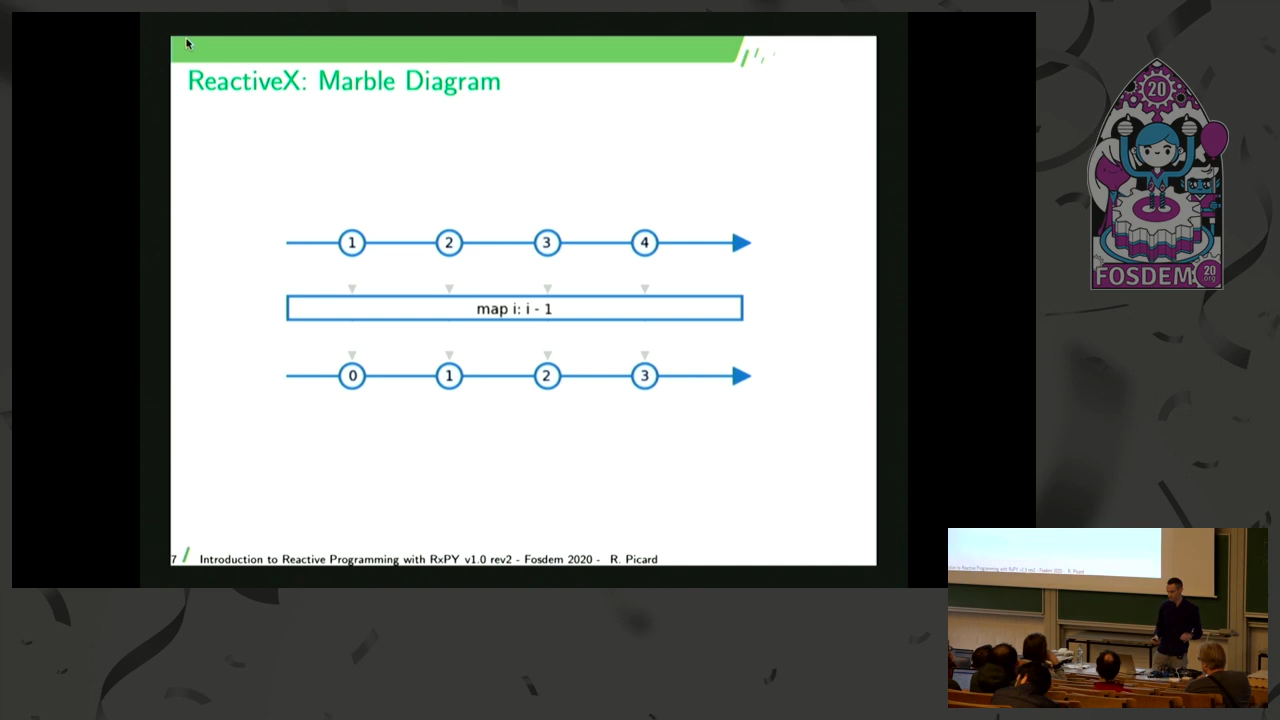 ReactiveX: Marble Diagram
1 2 3 4
map i: i - 1
0 1 2 3
7 Introduction to Reactive Programming with RxPY v1.0 rev2 - Fosdem 2020 - R. Picard
20
FOSDEM 20
.org